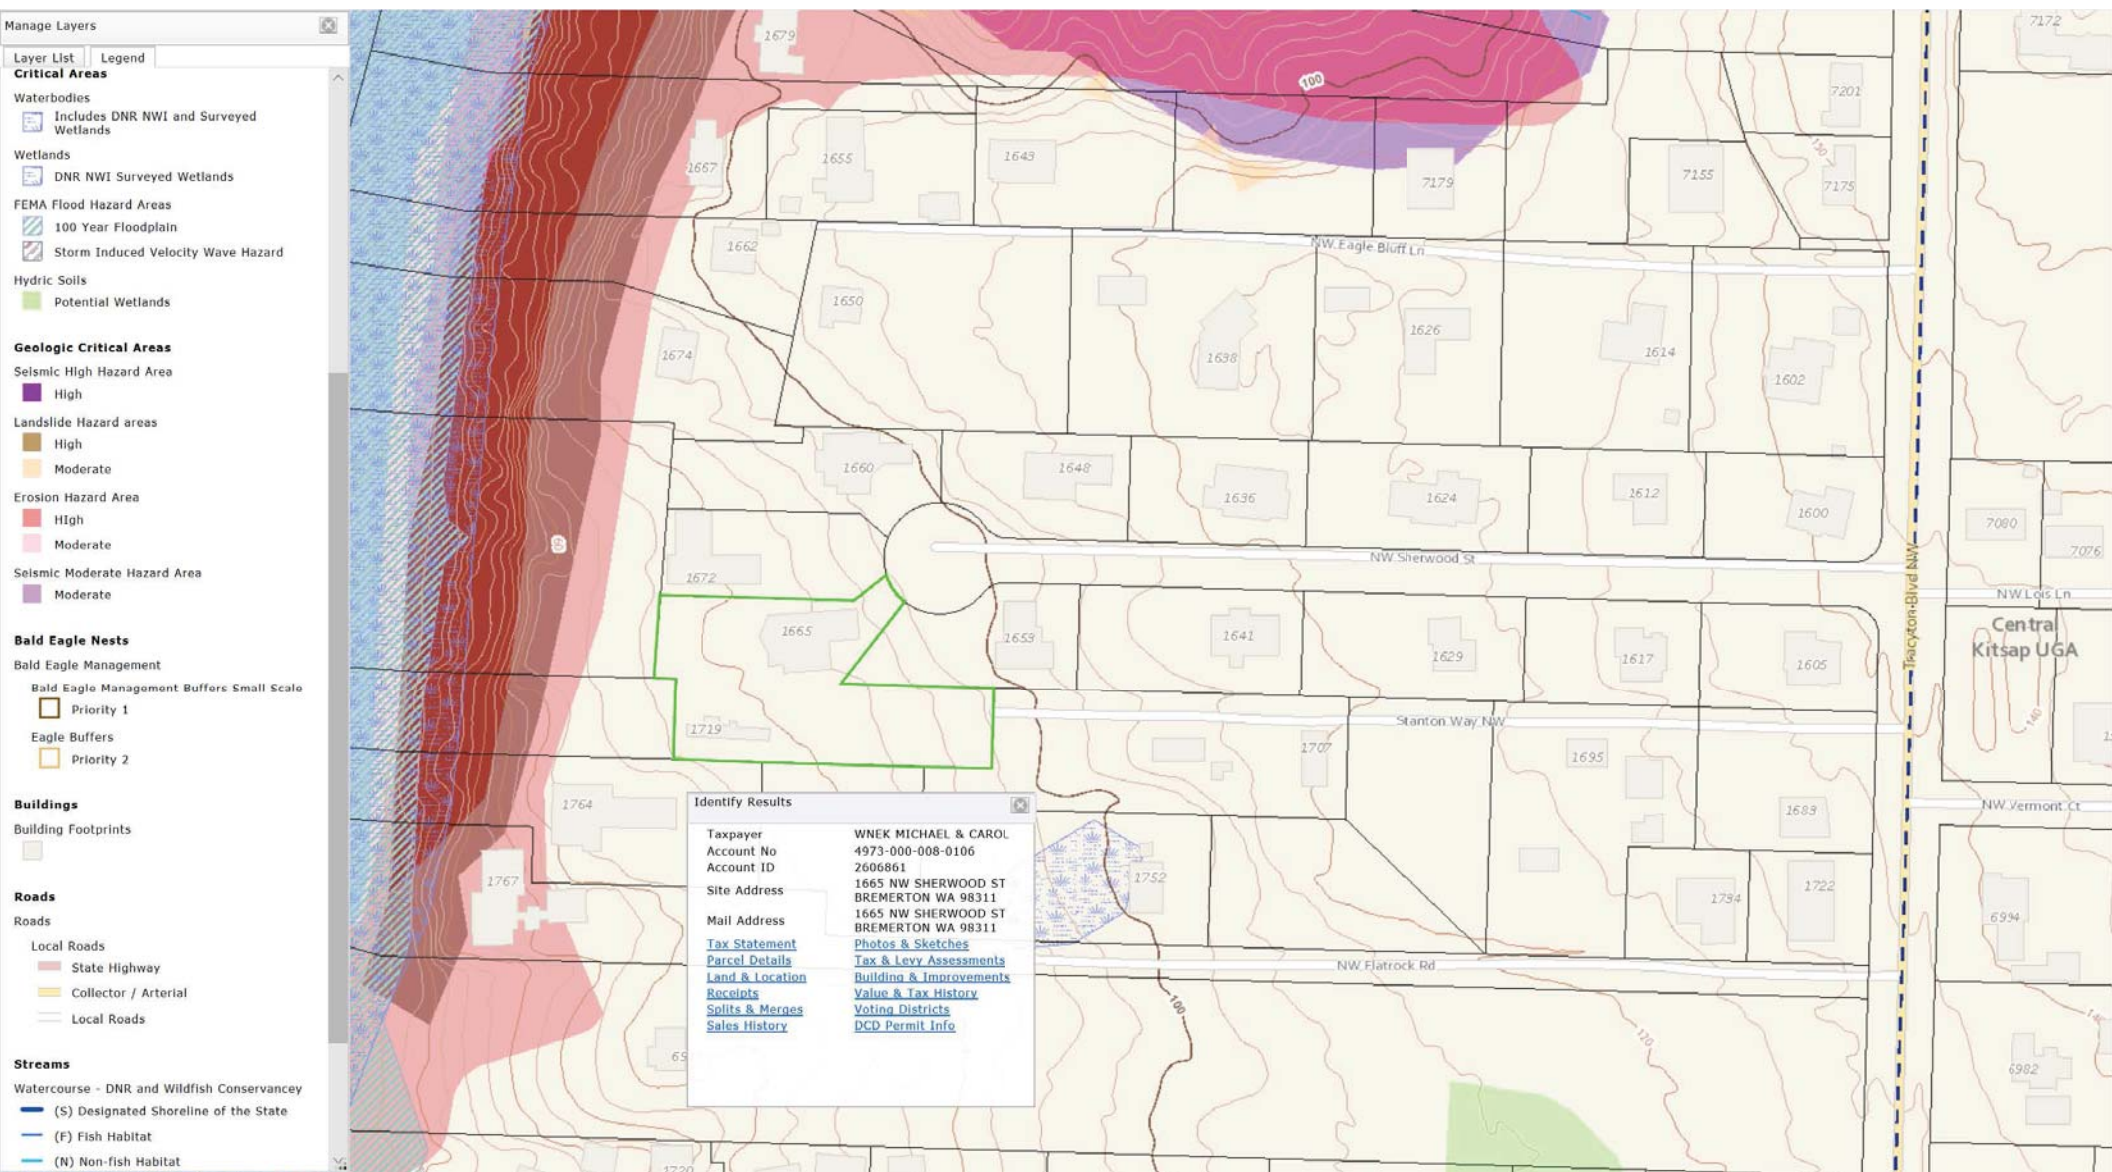 Manage Layers
Layer List Legend
Critical Areas
Waterbodies
Includes DNR NWI and Surveyed
Wetlands
Wetlands
DNR NWI Surveyed Wetlands
FEMA Flood Hazard Areas
100 Year Floodplain
Storm Induced Velocity Wave Hazard
Hydric Soils
Potential Wetlands
Geologic Critical Areas
Seismic High Hazard Area
High
Landslide Hazard areas
High
Moderate
Erosion Hazard Area
HIgh
Moderate
Seismic Moderate Hazard Area
Moderate
Bald Eagle Nests
Bald Eagle Management
Bald Eagle Management Buffers Small Scale
Priority 1
Eagle Buffers
Priority 2
Buildings
Building Footprints
Roads
Roads
Local Roads
State Highway
Collector / Arterial
Local Roads
Streams
Watercourse - DNR and Wildfish Conservancey
(S) Designated Shoreline of the State
(F) Fish Habitat
(N) Non-fish Habitat
1679
100
7172
7201
1667
1655
1643
7179
7155
150
7175
1662
NW Eagle Bluff Ln
1650
1674
1638
1626
1614
1602
1660
1648
1636
1624
1612
1600
7080
7076
60
NW Sherwood St
1672
NW Lois Ln
Tracyton Blvd NW
Central
Kitsap UGA
1665
1653
1641
1629
1617
1605
1719
Stanton Way NW
140
1707
1695
1764
1683
NW Vermont Ct
1767
1752
1734
1722
6994
NW Flatrock Rd
100
120
6982
Identify Results
Taxpayer WNEK MICHAEL & CAROL
Account No 4973-000-008-0106
Account ID 2606861
Site Address 1665 NW SHERWOOD ST
BREMERTON WA 98311
Mail Address 1665 NW SHERWOOD ST
BREMERTON WA 98311
Tax Statement Photos & Sketches
Parcel Details Tax & Levy Assessments
Land & Location Building & Improvements
Receipts Value & Tax History
Splits & Merges Voting Districts
Sales History DCD Permit Info